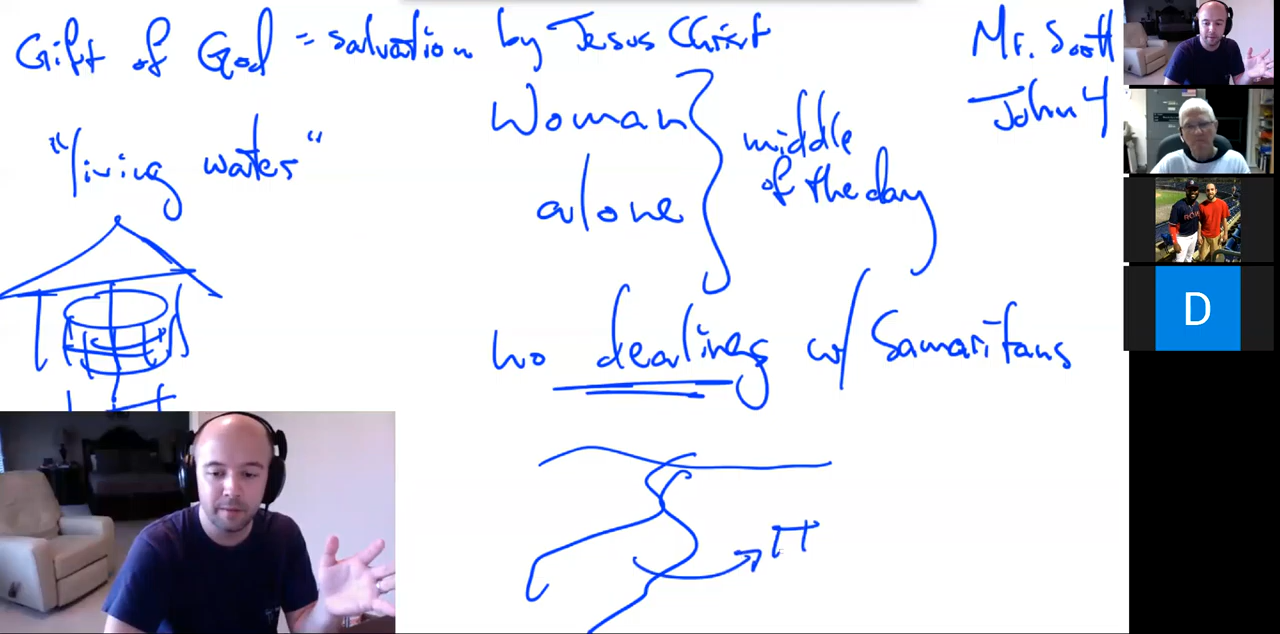 Gift of God = salvation by Jesus Christ
Mr. Scott
John 4
"living water"
Woman
alone
middle
of the day
no dealings w/ Samaritans
D